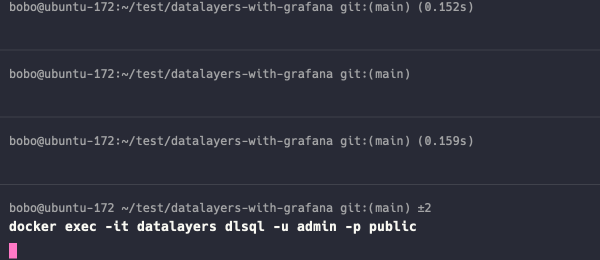 bobo@ubuntu-172:~/test/datalayers-with-grafana git:(main) (0.152s)
bobo@ubuntu-172:~/test/datalayers-with-grafana git:(main)
bobo@ubuntu-172:~/test/datalayers-with-grafana git:(main) (0.159s)
bobo@ubuntu-172 ~/test/datalayers-with-grafana git:(main) ±2
docker exec -it datalayers dlsql -u admin -p public